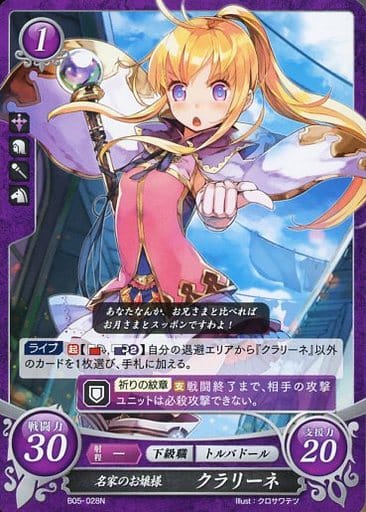 1
あなたなんか、お兄さまと比べれば
お月さまとスッポンですわよ！
ライブ 起 【 、 2】自分の退避エリアから『クラリーネ』以外
のカードを1枚選び、手札に加える。
祈りの紋章 支 戦闘終了まで、相手の攻撃
ユニットは必殺攻撃できない。
戦闘力
30
射程
一
下級職
トルバドール
支援力
20
名家のお嬢様 クラリーネ
B05-028N
Illust：クロサワテツ